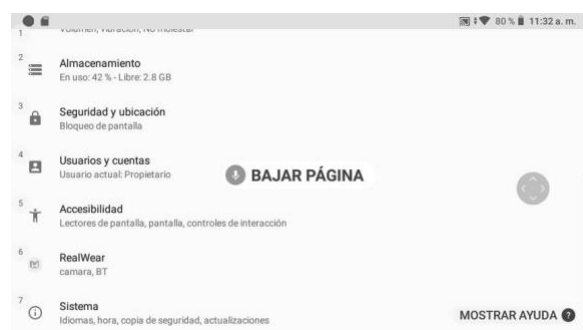 80 % 11:32 a. m.
1
Volumen, vibración, No molestar
2
Almacenamiento
En uso: 42 % - Libre: 2.8 GB
3
Seguridad y ubicación
Bloqueo de pantalla
4
Usuarios y cuentas
Usuario actual: Propietario
BAJAR PÁGINA
5
Accesibilidad
Lectores de pantalla, pantalla, controles de interacción
6
RealWear
camara, BT
7
Sistema
Idiomas, hora, copia de seguridad, actualizaciones
MOSTRAR AYUDA ?